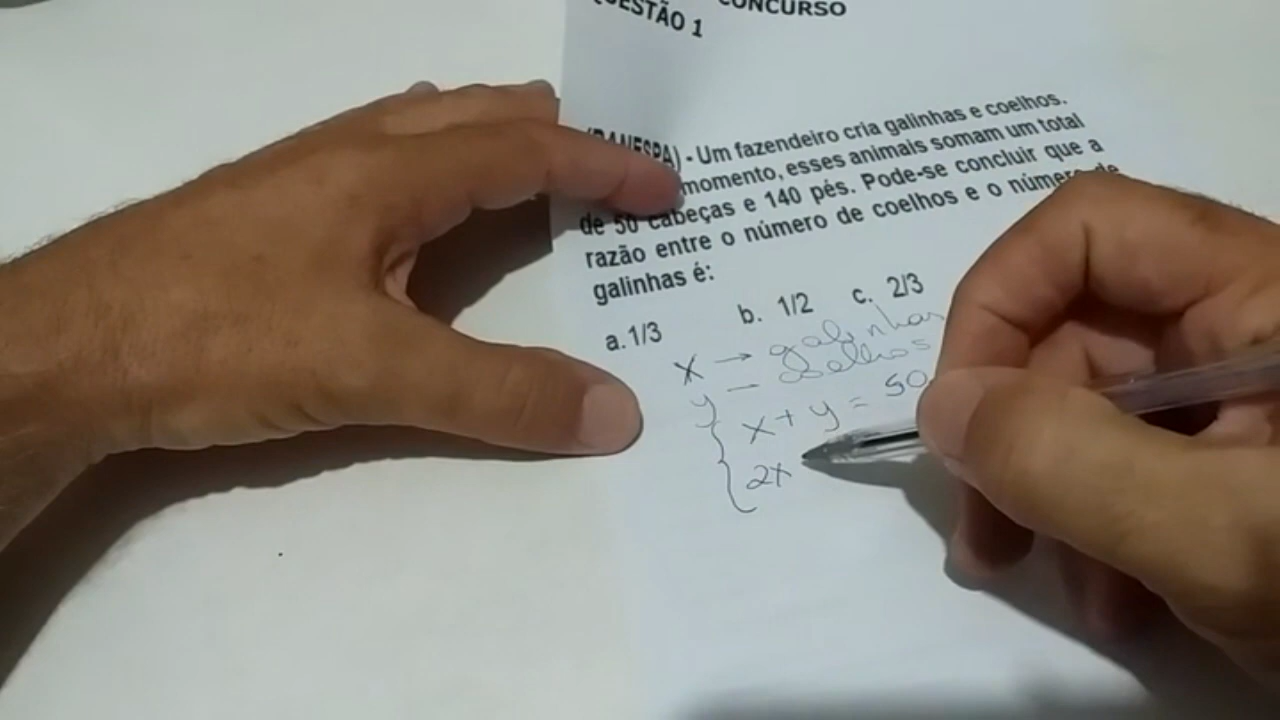 QUESTÃO 1
CONCURSO
(BANESPA) - Um fazendeiro cria galinhas e coelhos.
momento, esses animais somam um total
de 50 cabeças e 140 pés. Pode-se concluir que a
razão entre o número de coelhos e o número de
galinhas é:
a. 1/3 b. 1/2 c. 2/3
x → galinhas
y → coelhos
x + y = 50
2x